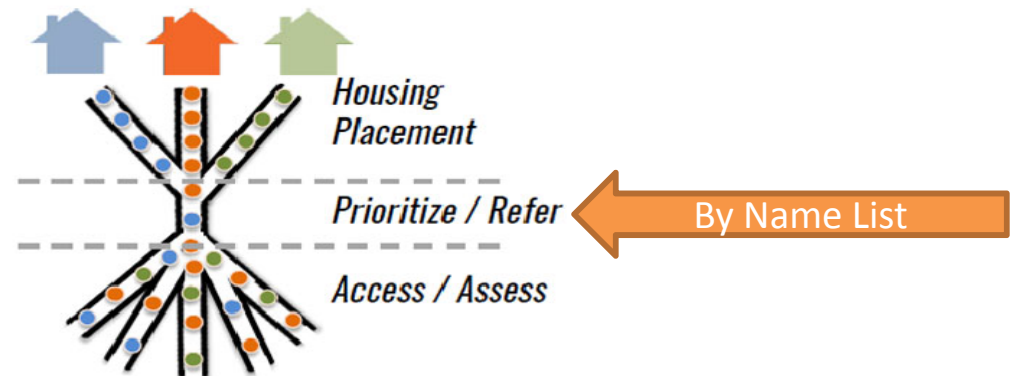 Housing
Placement
Prioritize / Refer
By Name List
Access / Assess